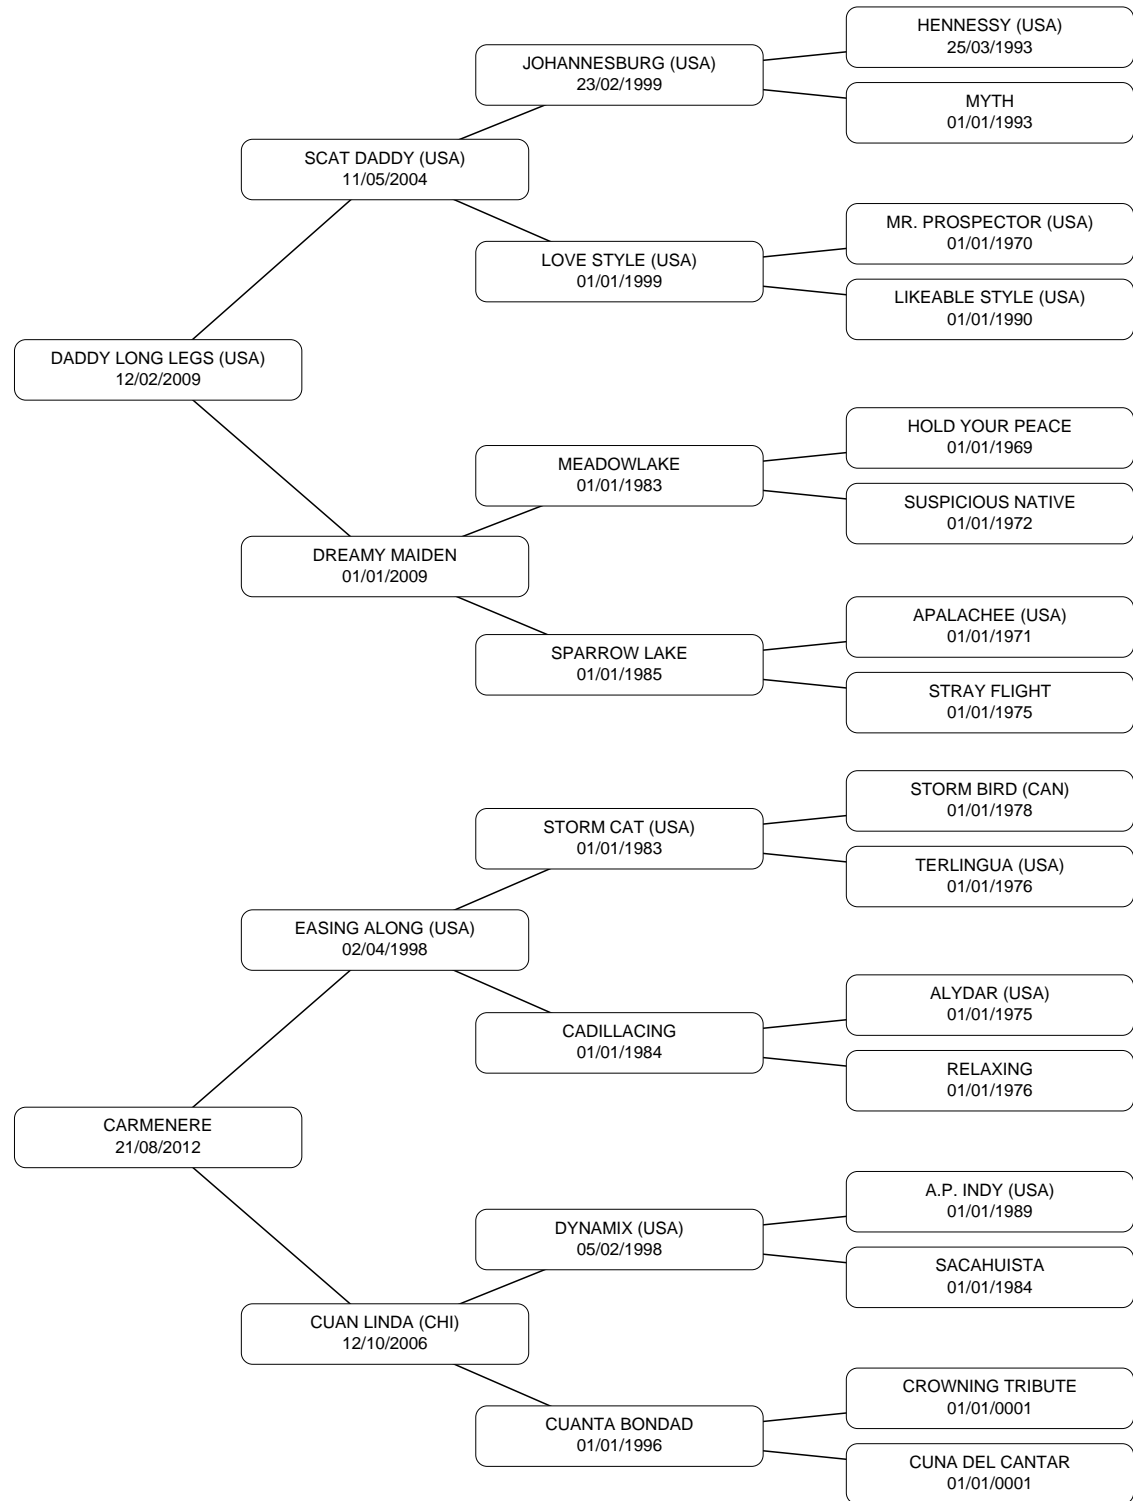 HENNESSY (USA)
25/03/1993
JOHANNESBURG (USA)
23/02/1999
MYTH
01/01/1993
SCAT DADDY (USA)
11/05/2004
MR. PROSPECTOR (USA)
01/01/1970
LOVE STYLE (USA)
01/01/1999
LIKEABLE STYLE (USA)
01/01/1990
DADDY LONG LEGS (USA)
12/02/2009
HOLD YOUR PEACE
01/01/1969
MEADOWLAKE
01/01/1983
SUSPICIOUS NATIVE
01/01/1972
DREAMY MAIDEN
01/01/2009
APALACHEE (USA)
01/01/1971
SPARROW LAKE
01/01/1985
STRAY FLIGHT
01/01/1975
STORM BIRD (CAN)
01/01/1978
STORM CAT (USA)
01/01/1983
TERLINGUA (USA)
01/01/1976
EASING ALONG (USA)
02/04/1998
ALYDAR (USA)
01/01/1975
CADILLACING
01/01/1984
RELAXING
01/01/1976
CARMENERE
21/08/2012
A.P. INDY (USA)
01/01/1989
DYNAMIX (USA)
05/02/1998
SACAHUISTA
01/01/1984
CUAN LINDA (CHI)
12/10/2006
CROWNING TRIBUTE
01/01/0001
CUANTA BONDAD
01/01/1996
CUNA DEL CANTAR
01/01/0001